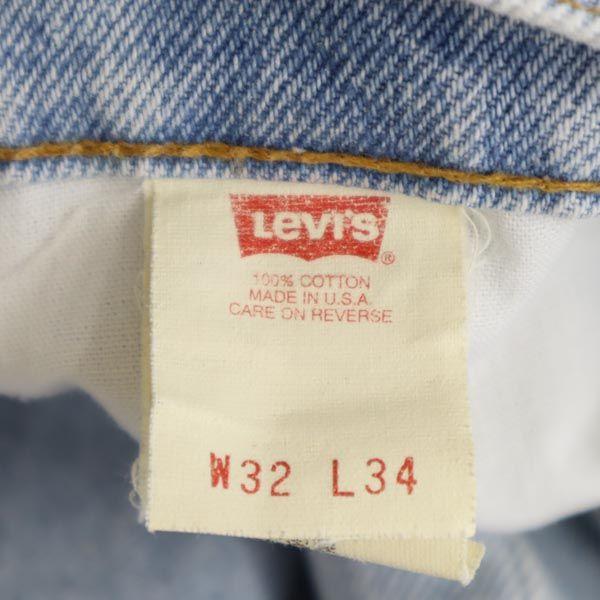 Levi's ®
100% COTTON
MADE IN U.S.A.
CARE ON REVERSE
W32 L34